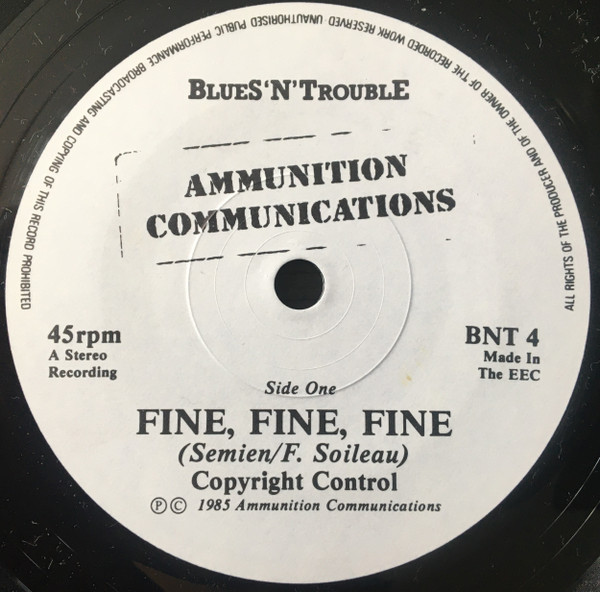 ALL RIGHTS OF THE PRODUCER AND OF THE OWNER OF THE RECORDED WORK RESERVED UNAUTHORISED PUBLIC PERFORMANCE BROADCASTING AND COPYING OF THIS RECORD PROHIBITED
BLUES'N'TROUBLE
AMMUNITION
COMMUNICATIONS
45rpm
A Stereo
Recording
BNT 4
Made In
The EEC
Side One
FINE, FINE, FINE
(Semien/F. Soileau)
Copyright Control
Ⓟ © 1985 Ammunition Communications